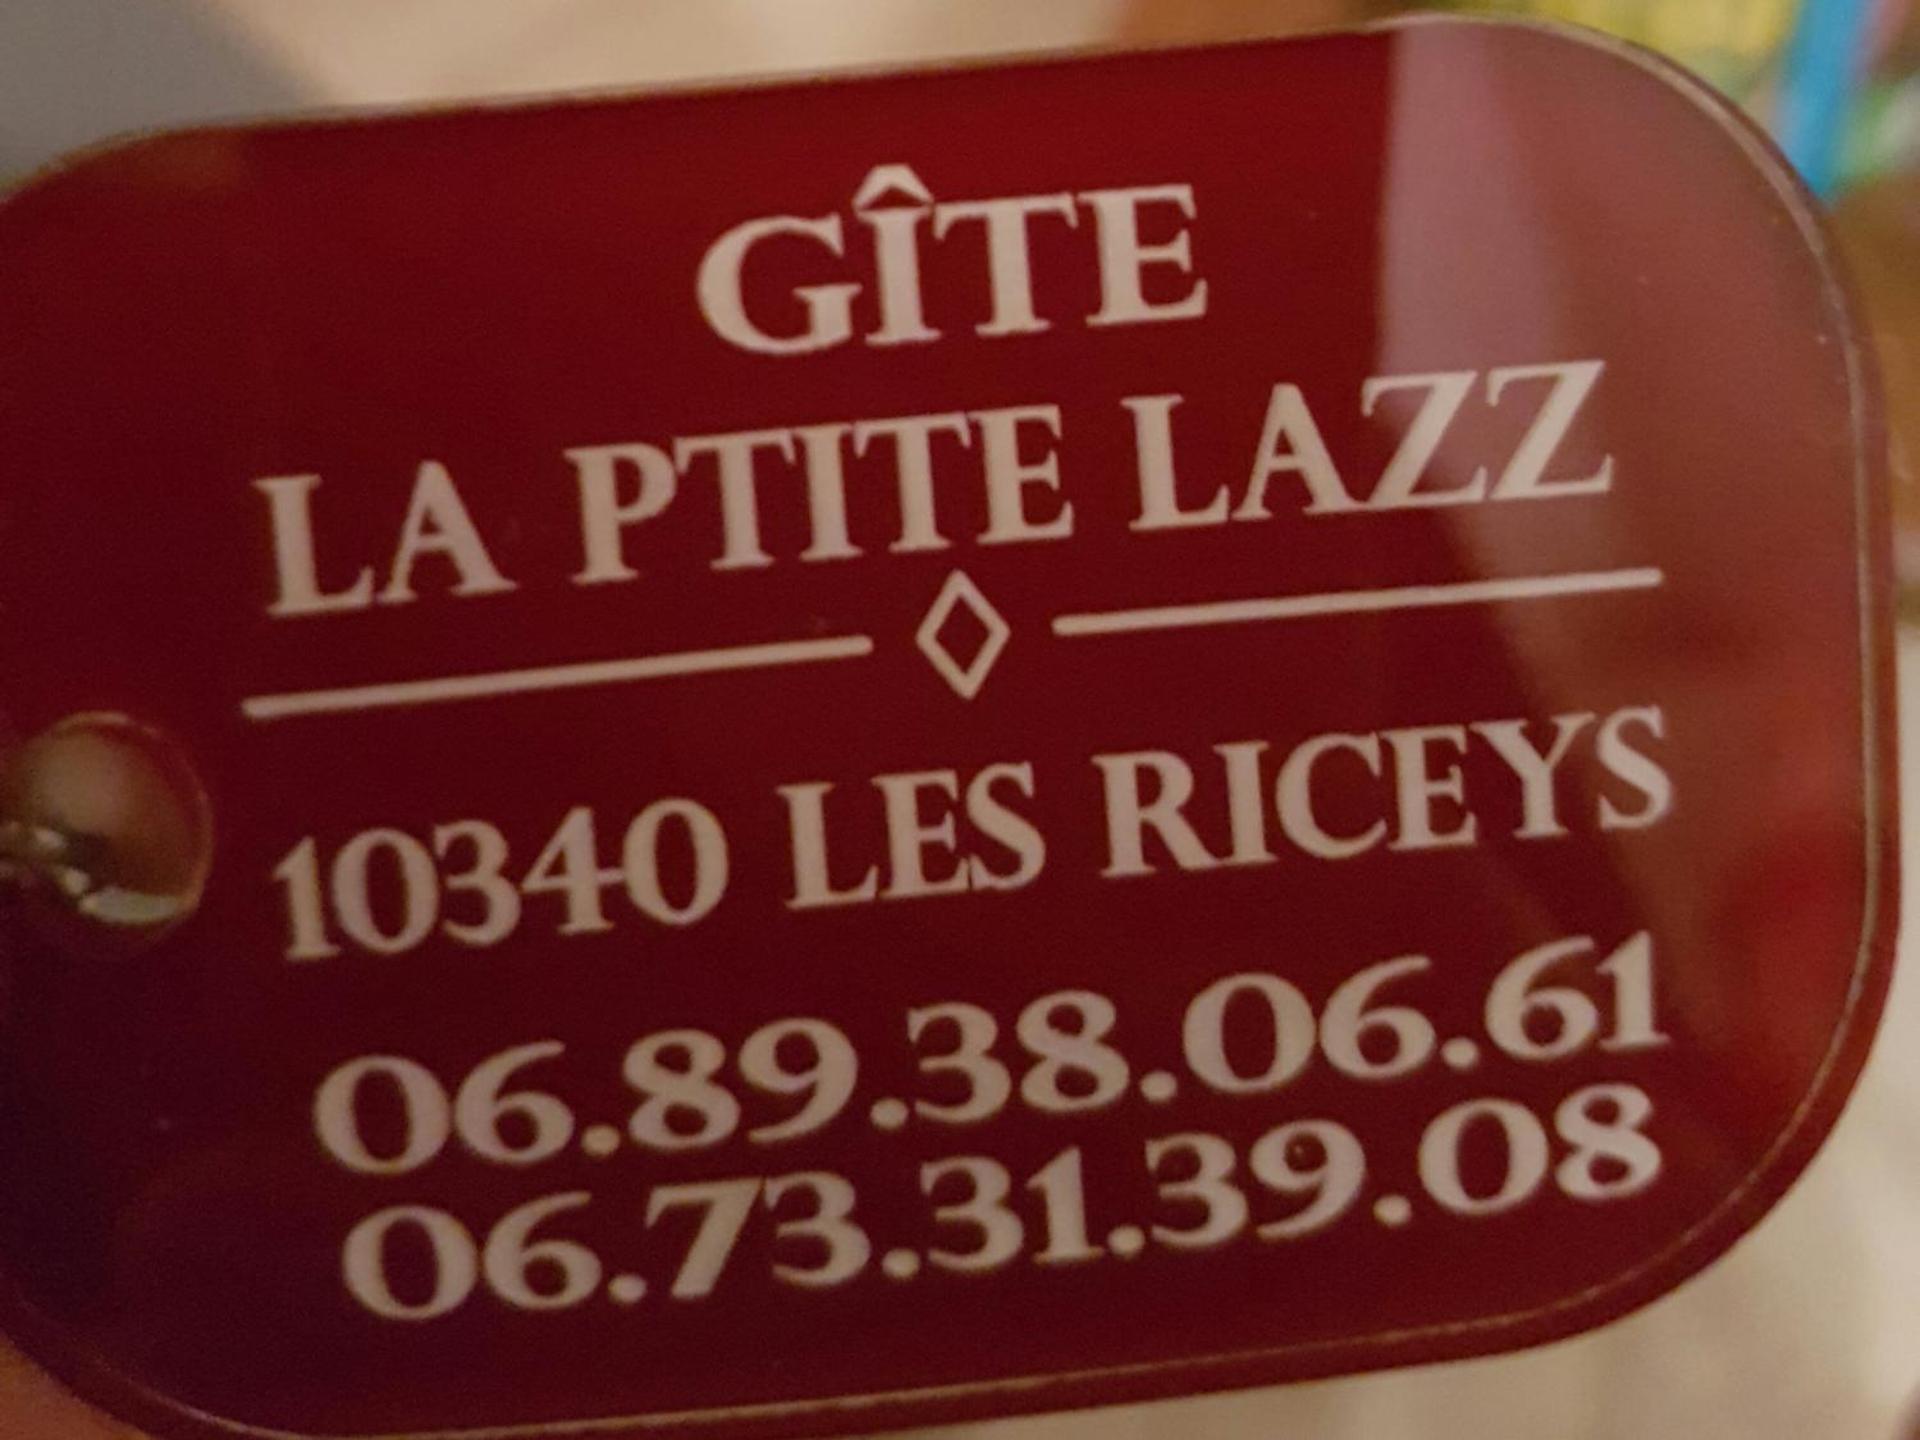 GÎTE
LA PTITE LAZZ
10340 LES RICEYS
06.89.38.06.61
06.73.31.39.08